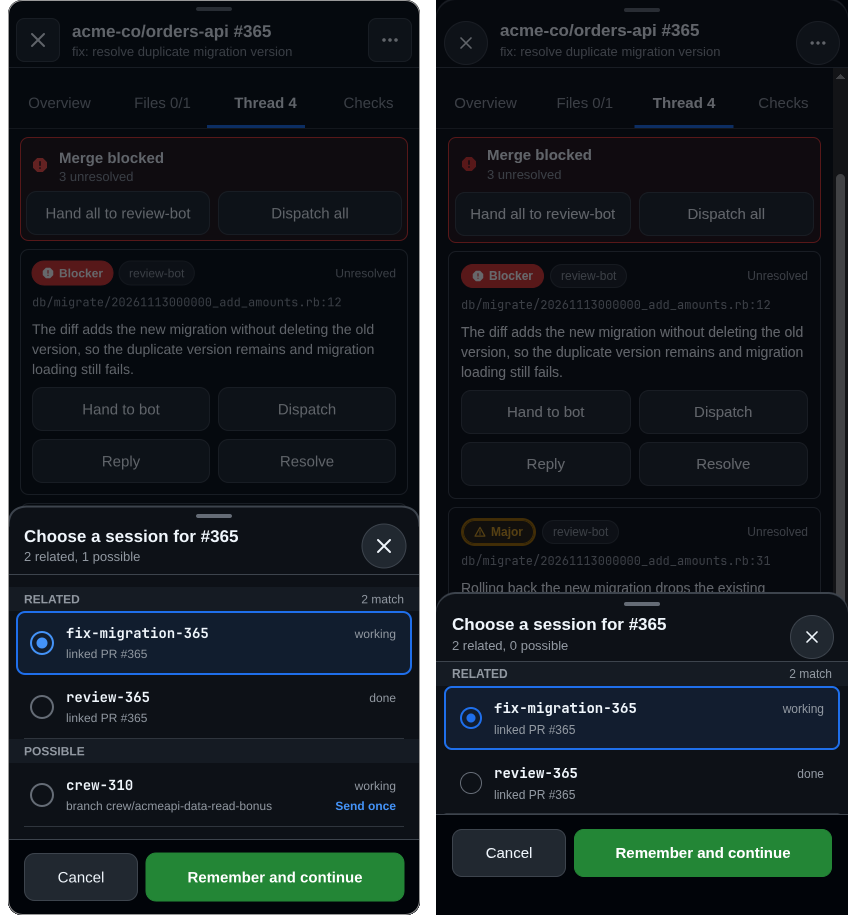 acme-co/orders-api #365
fix: resolve duplicate migration version
Overview Files 0/1 Thread 4 Checks
Merge blocked
3 unresolved
Hand all to review-bot Dispatch all
Blocker review-bot Unresolved
db/migrate/20261113000000_add_amounts.rb:12
The diff adds the new migration without deleting the old
version, so the duplicate version remains and migration
loading still fails.
Hand to bot Dispatch
Reply Resolve
Choose a session for #365
2 related, 1 possible
RELATED 2 match
fix-migration-365 working
linked PR #365
review-365 done
linked PR #365
POSSIBLE
crew-310 working
branch crew/acmeapi-data-read-bonus Send once
Cancel Remember and continue
acme-co/orders-api #365
fix: resolve duplicate migration version
Overview Files 0/1 Thread 4 Checks
Merge blocked
3 unresolved
Hand all to review-bot Dispatch all
Blocker review-bot Unresolved
db/migrate/20261113000000_add_amounts.rb:12
The diff adds the new migration without deleting the old
version, so the duplicate version remains and migration
loading still fails.
Hand to bot Dispatch
Reply Resolve
Major review-bot Unresolved
db/migrate/20261113000000_add_amounts.rb:31
Rolling back the new migration drops the existing
Choose a session for #365
2 related, 0 possible
RELATED 2 match
fix-migration-365 working
linked PR #365
review-365 done
linked PR #365
Cancel Remember and continue